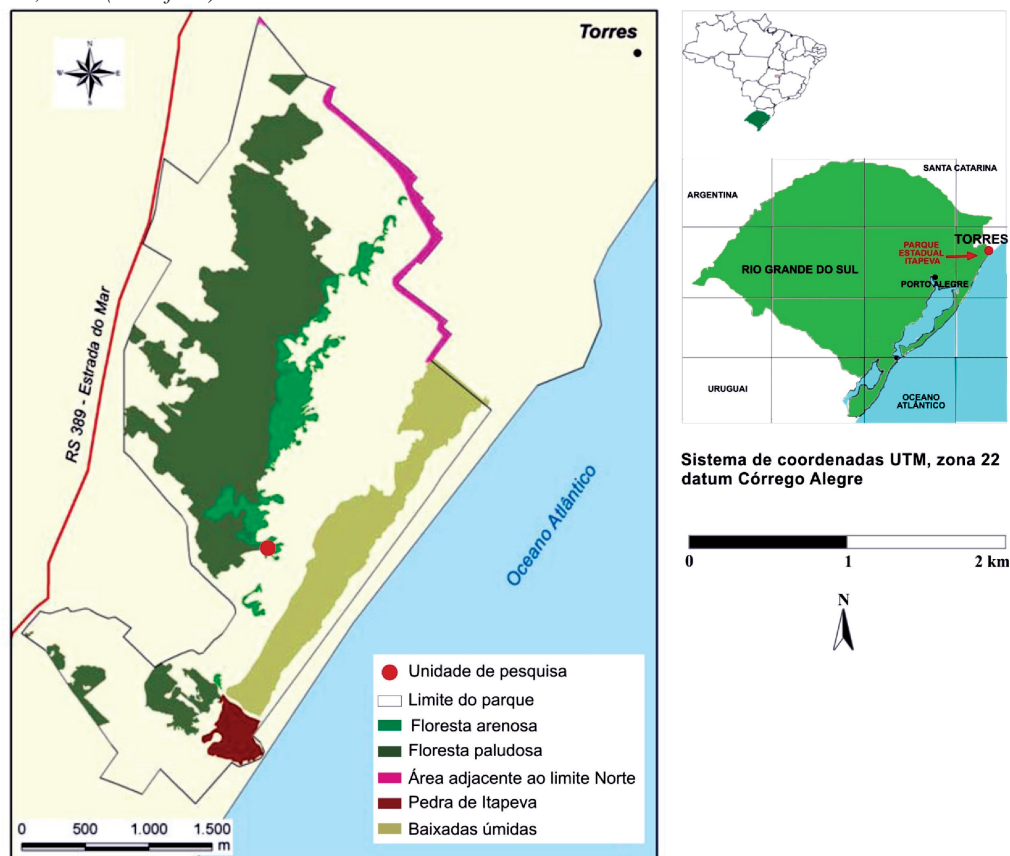 Torres
N
W
E
S
RS 389 - Estrada do Mar
Oceano Atlântico
Unidade de pesquisa
Limite do parque
Floresta arenosa
Floresta paludosa
Área adjacente ao limite Norte
Pedra de Itapeva
Baixadas úmidas
0 500 1.000 1.500
m
SANTA CATARINA
ARGENTINA
TORRES
PARQUE
ESTADUAL
ITAPEVA
RIO GRANDE DO SUL
PORTO ALEGRE
URUGUAI
OCEANO
ATLÂNTICO
Sistema de coordenadas UTM, zona 22
datum Córrego Alegre
0 1 2 km
N